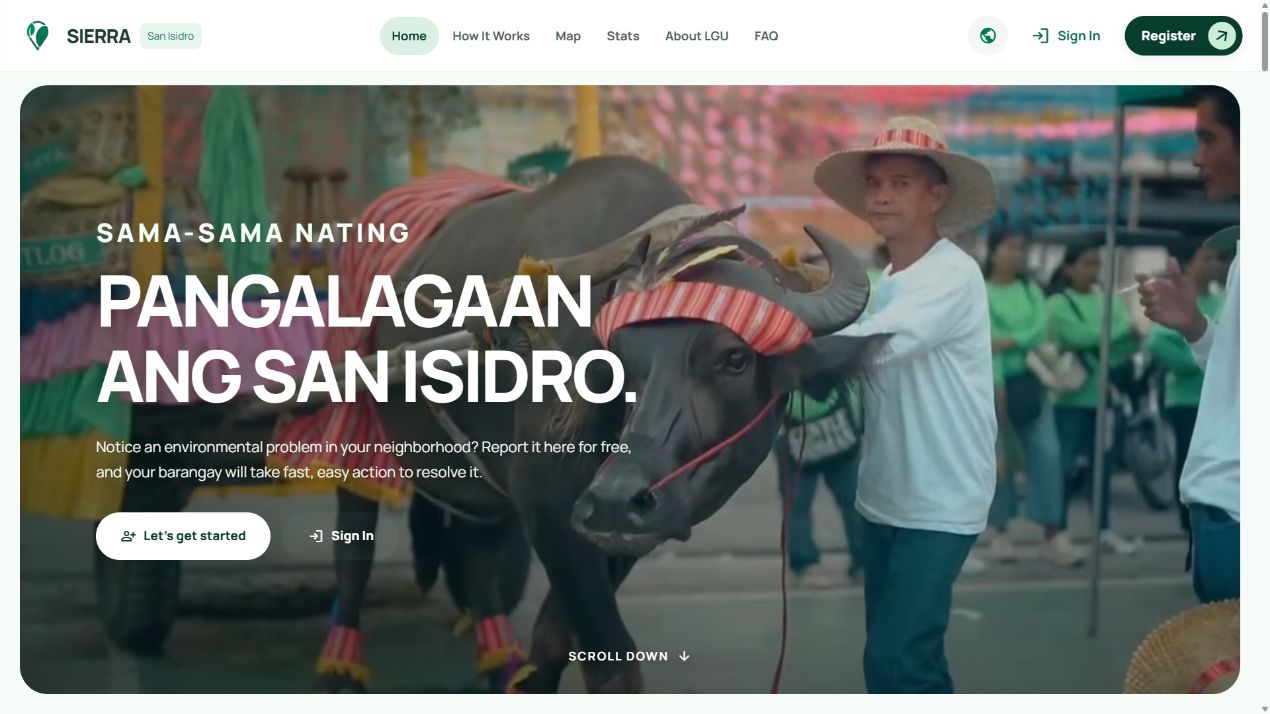 SIERRA San Isidro Home How It Works Map Stats About LGU FAQ Sign In Register
TLOG
SAMA-SAMA NATING
PANGALAGAAN
ANG SAN ISIDRO.
Notice an environmental problem in your neighborhood? Report it here for free,
and your barangay will take fast, easy action to resolve it.
Let's get started Sign In
SCROLL DOWN